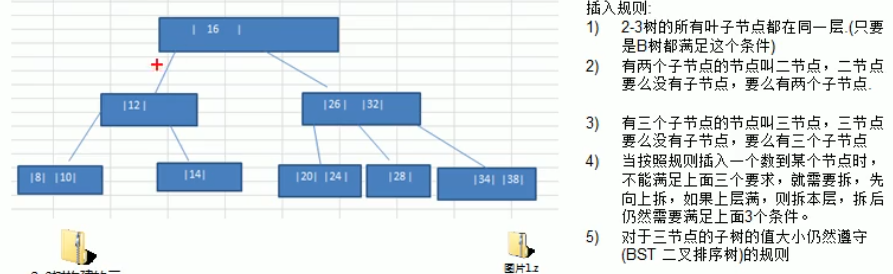 | 16 |
|12 |
|26 | |32|
|8| |10|
|14|
|20| |24 |
|28 |
|34| |38|
图片1.z
插入规则:
1) 2-3树的所有叶子节点都在同一层.(只要
是B树都满足这个条件)
2) 有两个子节点的节点叫二节点，二节点
要么没有子节点，要么有两个子节点.
3) 有三个子节点的节点叫三节点，三节点
要么没有子节点，要么有三个子节点
4) 当按照规则插入一个数到某个节点时，
不能满足上面三个要求，就需要拆，先
向上拆，如果上层满，则拆本层，拆后
仍然需要满足上面3个条件。
5) 对于三节点的子树的值大小仍然遵守
(BST 二叉排序树)的规则